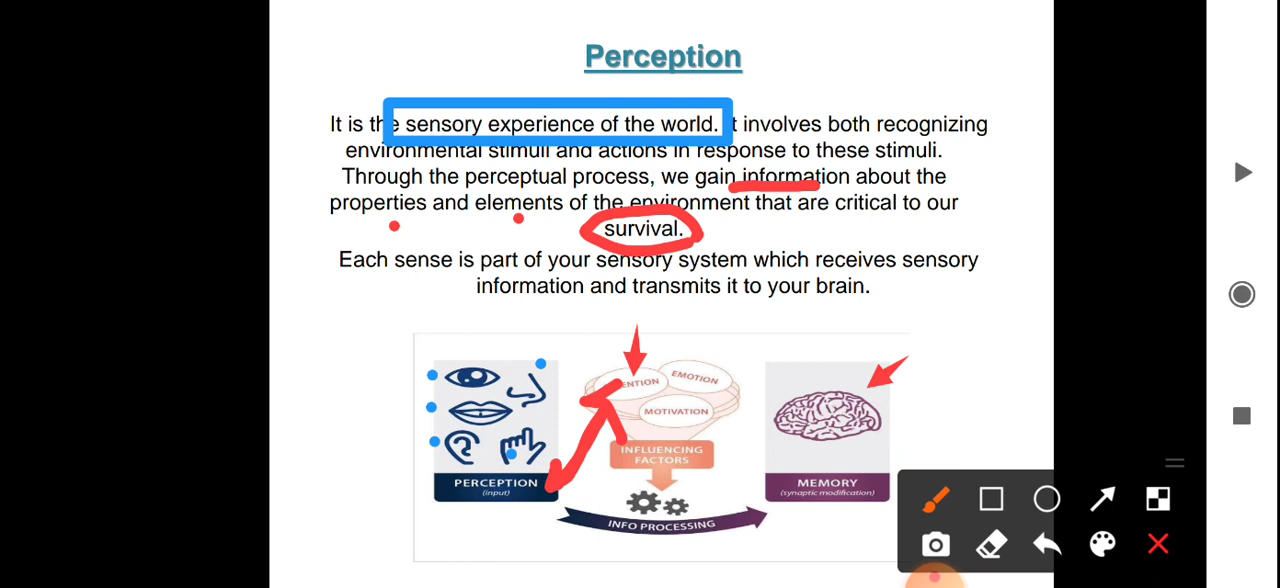 Perception
It is the sensory experience of the world. It involves both recognizing
environmental stimuli and actions in response to these stimuli.
Through the perceptual process, we gain information about the
properties and elements of the environment that are critical to our
survival.
Each sense is part of your sensory system which receives sensory
information and transmits it to your brain.
ENTION
EMOTION
MOTIVATION
INFLUENCING
FACTORS
PERCEPTION
(input)
INFO PROCESSING
MEMORY
(synaptic modification)